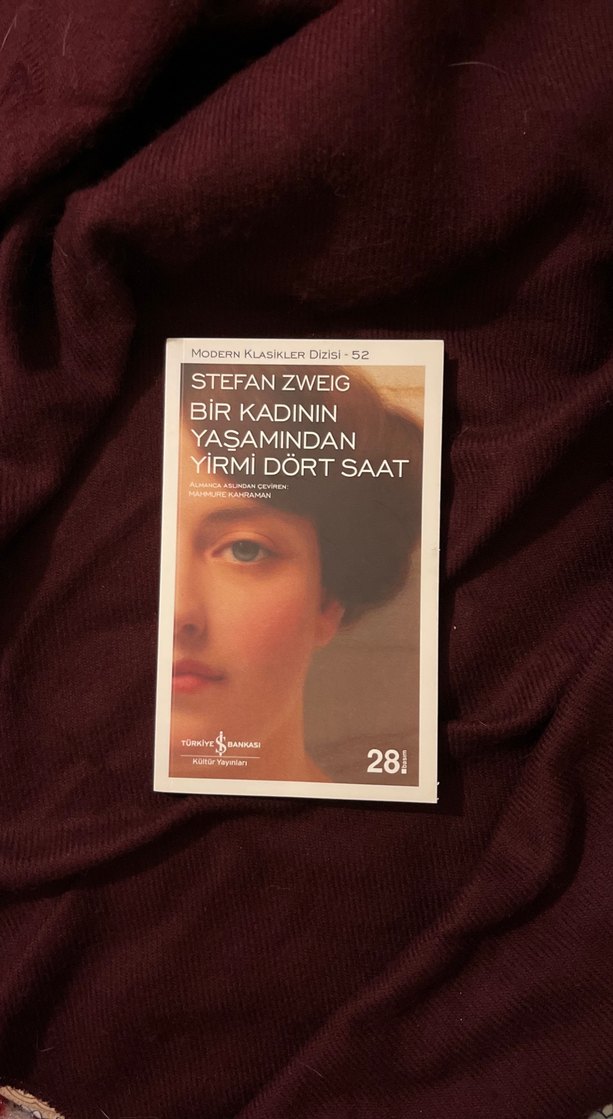 MODERN KLASİKLER DİZİSİ - 52
STEFAN ZWEIG
BİR KADININ
YAŞAMINDAN
YİRMİ DÖRT SAAT
ALMANCA ASLINDAN ÇEVİREN:
MAHMURE KAHRAMAN
TÜRKİYE İŞ BANKASI
Kültür Yayınları
28. basım